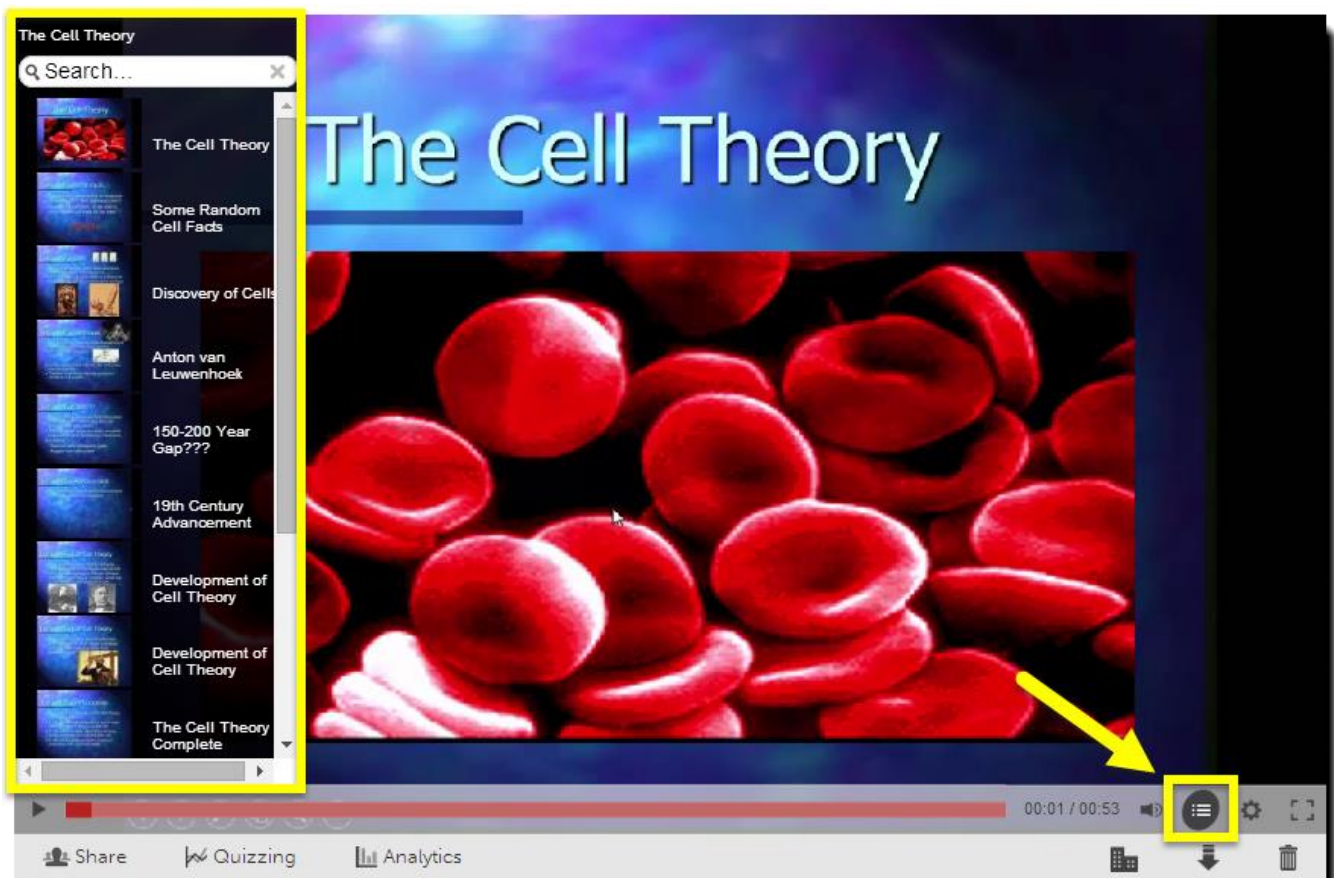 The Cell Theory
Search...
The Cell Theory
Some Random
Cell Facts
Discovery of Cells
Anton van
Leuwenhoek
150-200 Year
Gap???
19th Century
Advancement
Development of
Cell Theory
Development of
Cell Theory
The Cell Theory
Complete
The Cell Theory
00:01 / 00:53
Share
Quizzing
Analytics